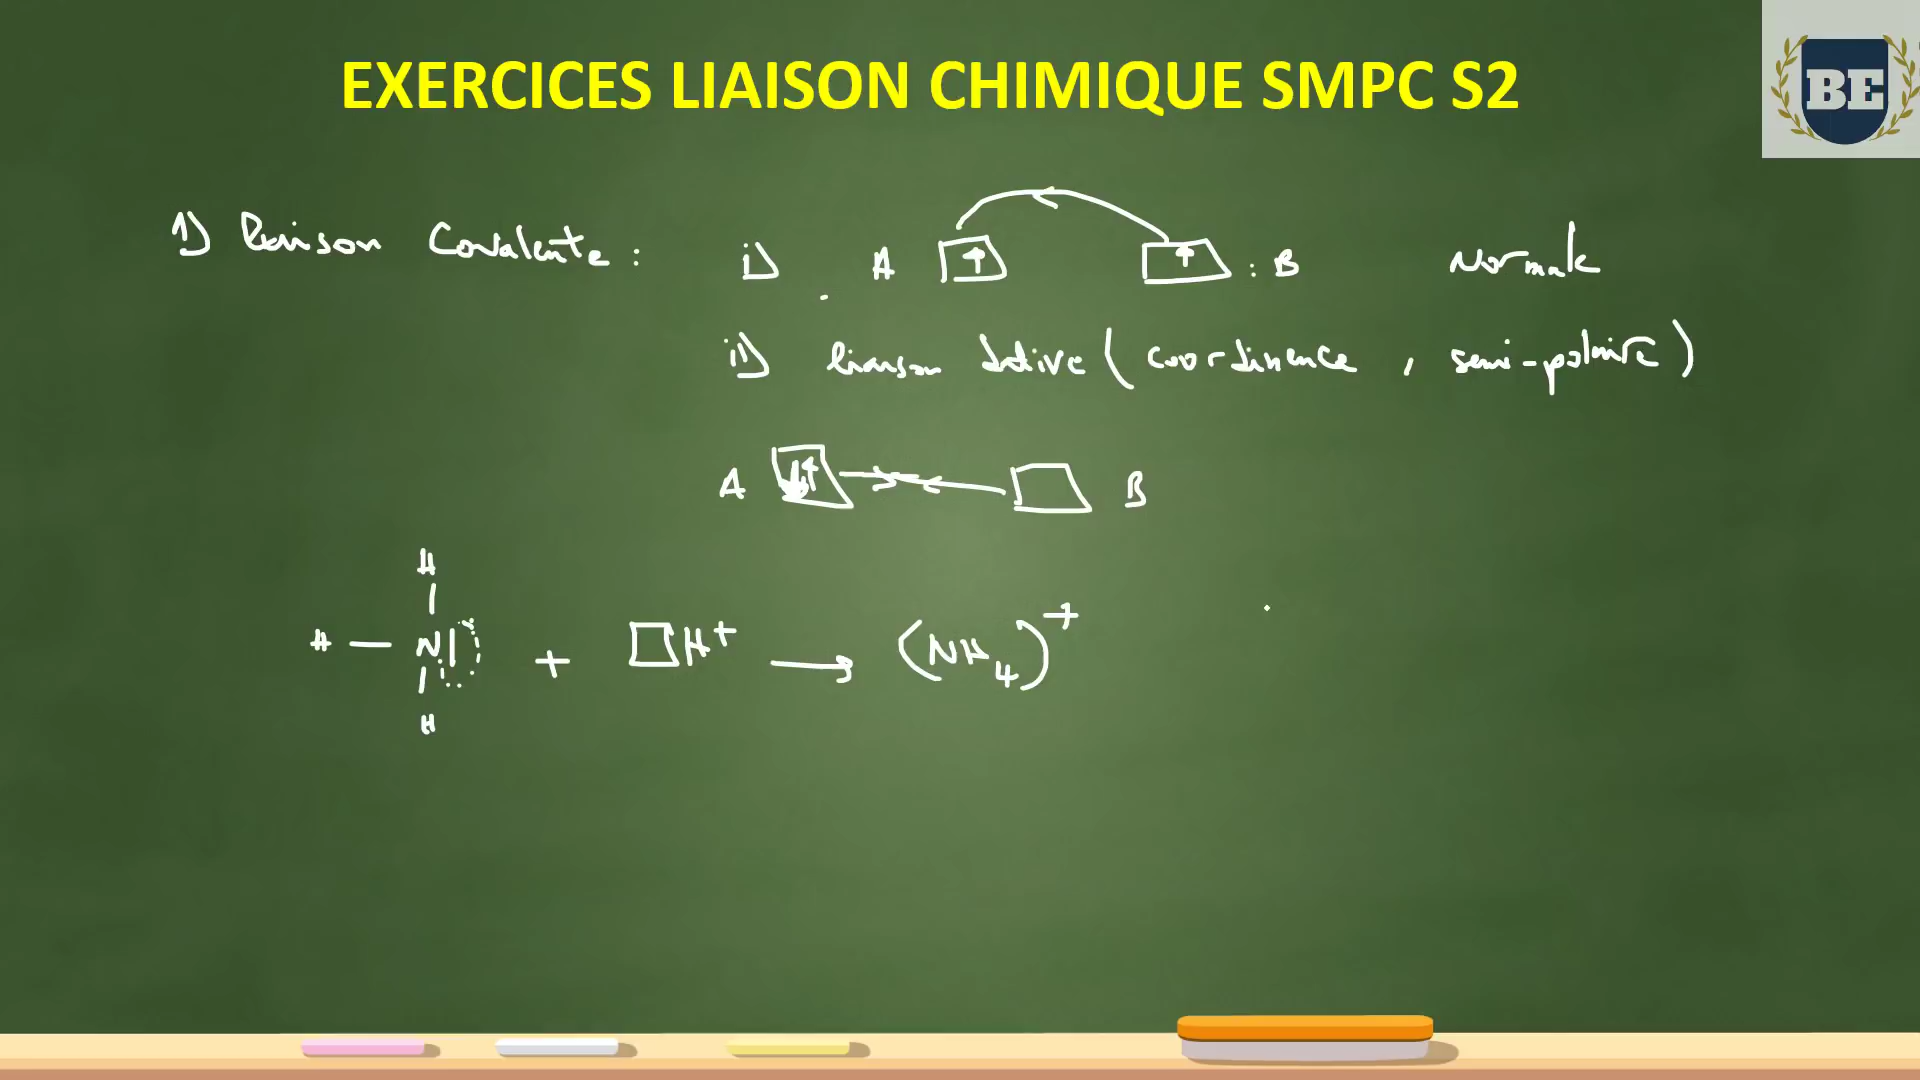 EXERCICES LIAISON CHIMIQUE SMPC S2
BE
1) liaison Covalente : i) A ↑ ↑ : B Normale
ii) liaison dative (coordinence, semi-polaire)
A ↓↑ B
H
H — N| + □H⁺ → (NH₄)⁺
H